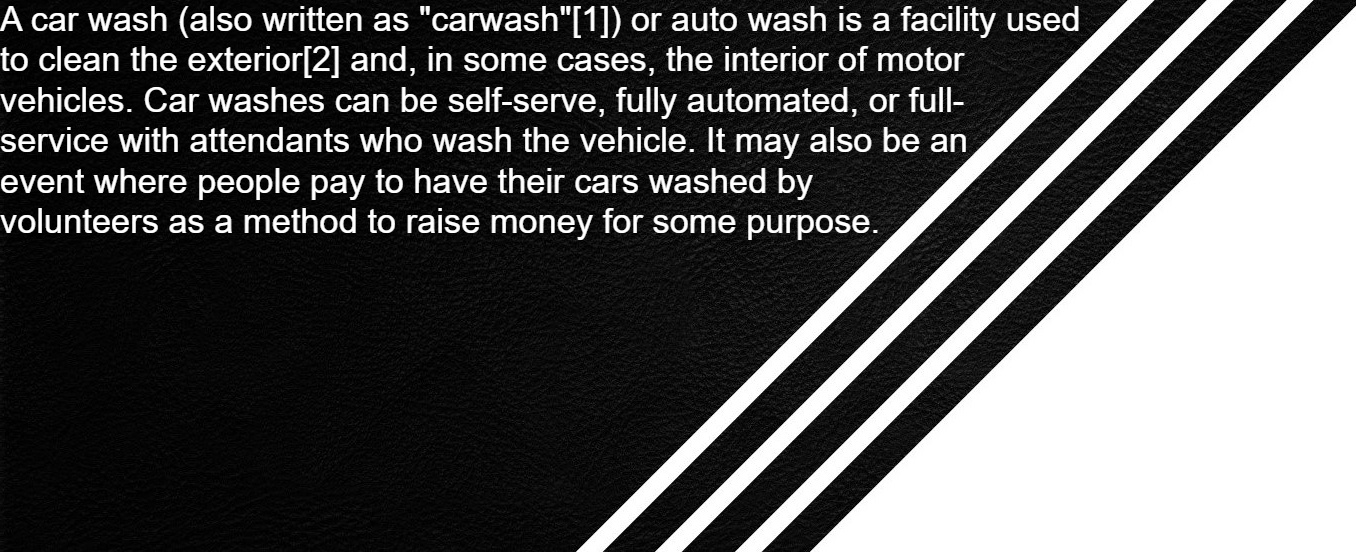 A car wash (also written as "carwash"[1]) or auto wash is a facility used
to clean the exterior[2] and, in some cases, the interior of motor
vehicles. Car washes can be self-serve, fully automated, or full-
service with attendants who wash the vehicle. It may also be an
event where people pay to have their cars washed by
volunteers as a method to raise money for some purpose.